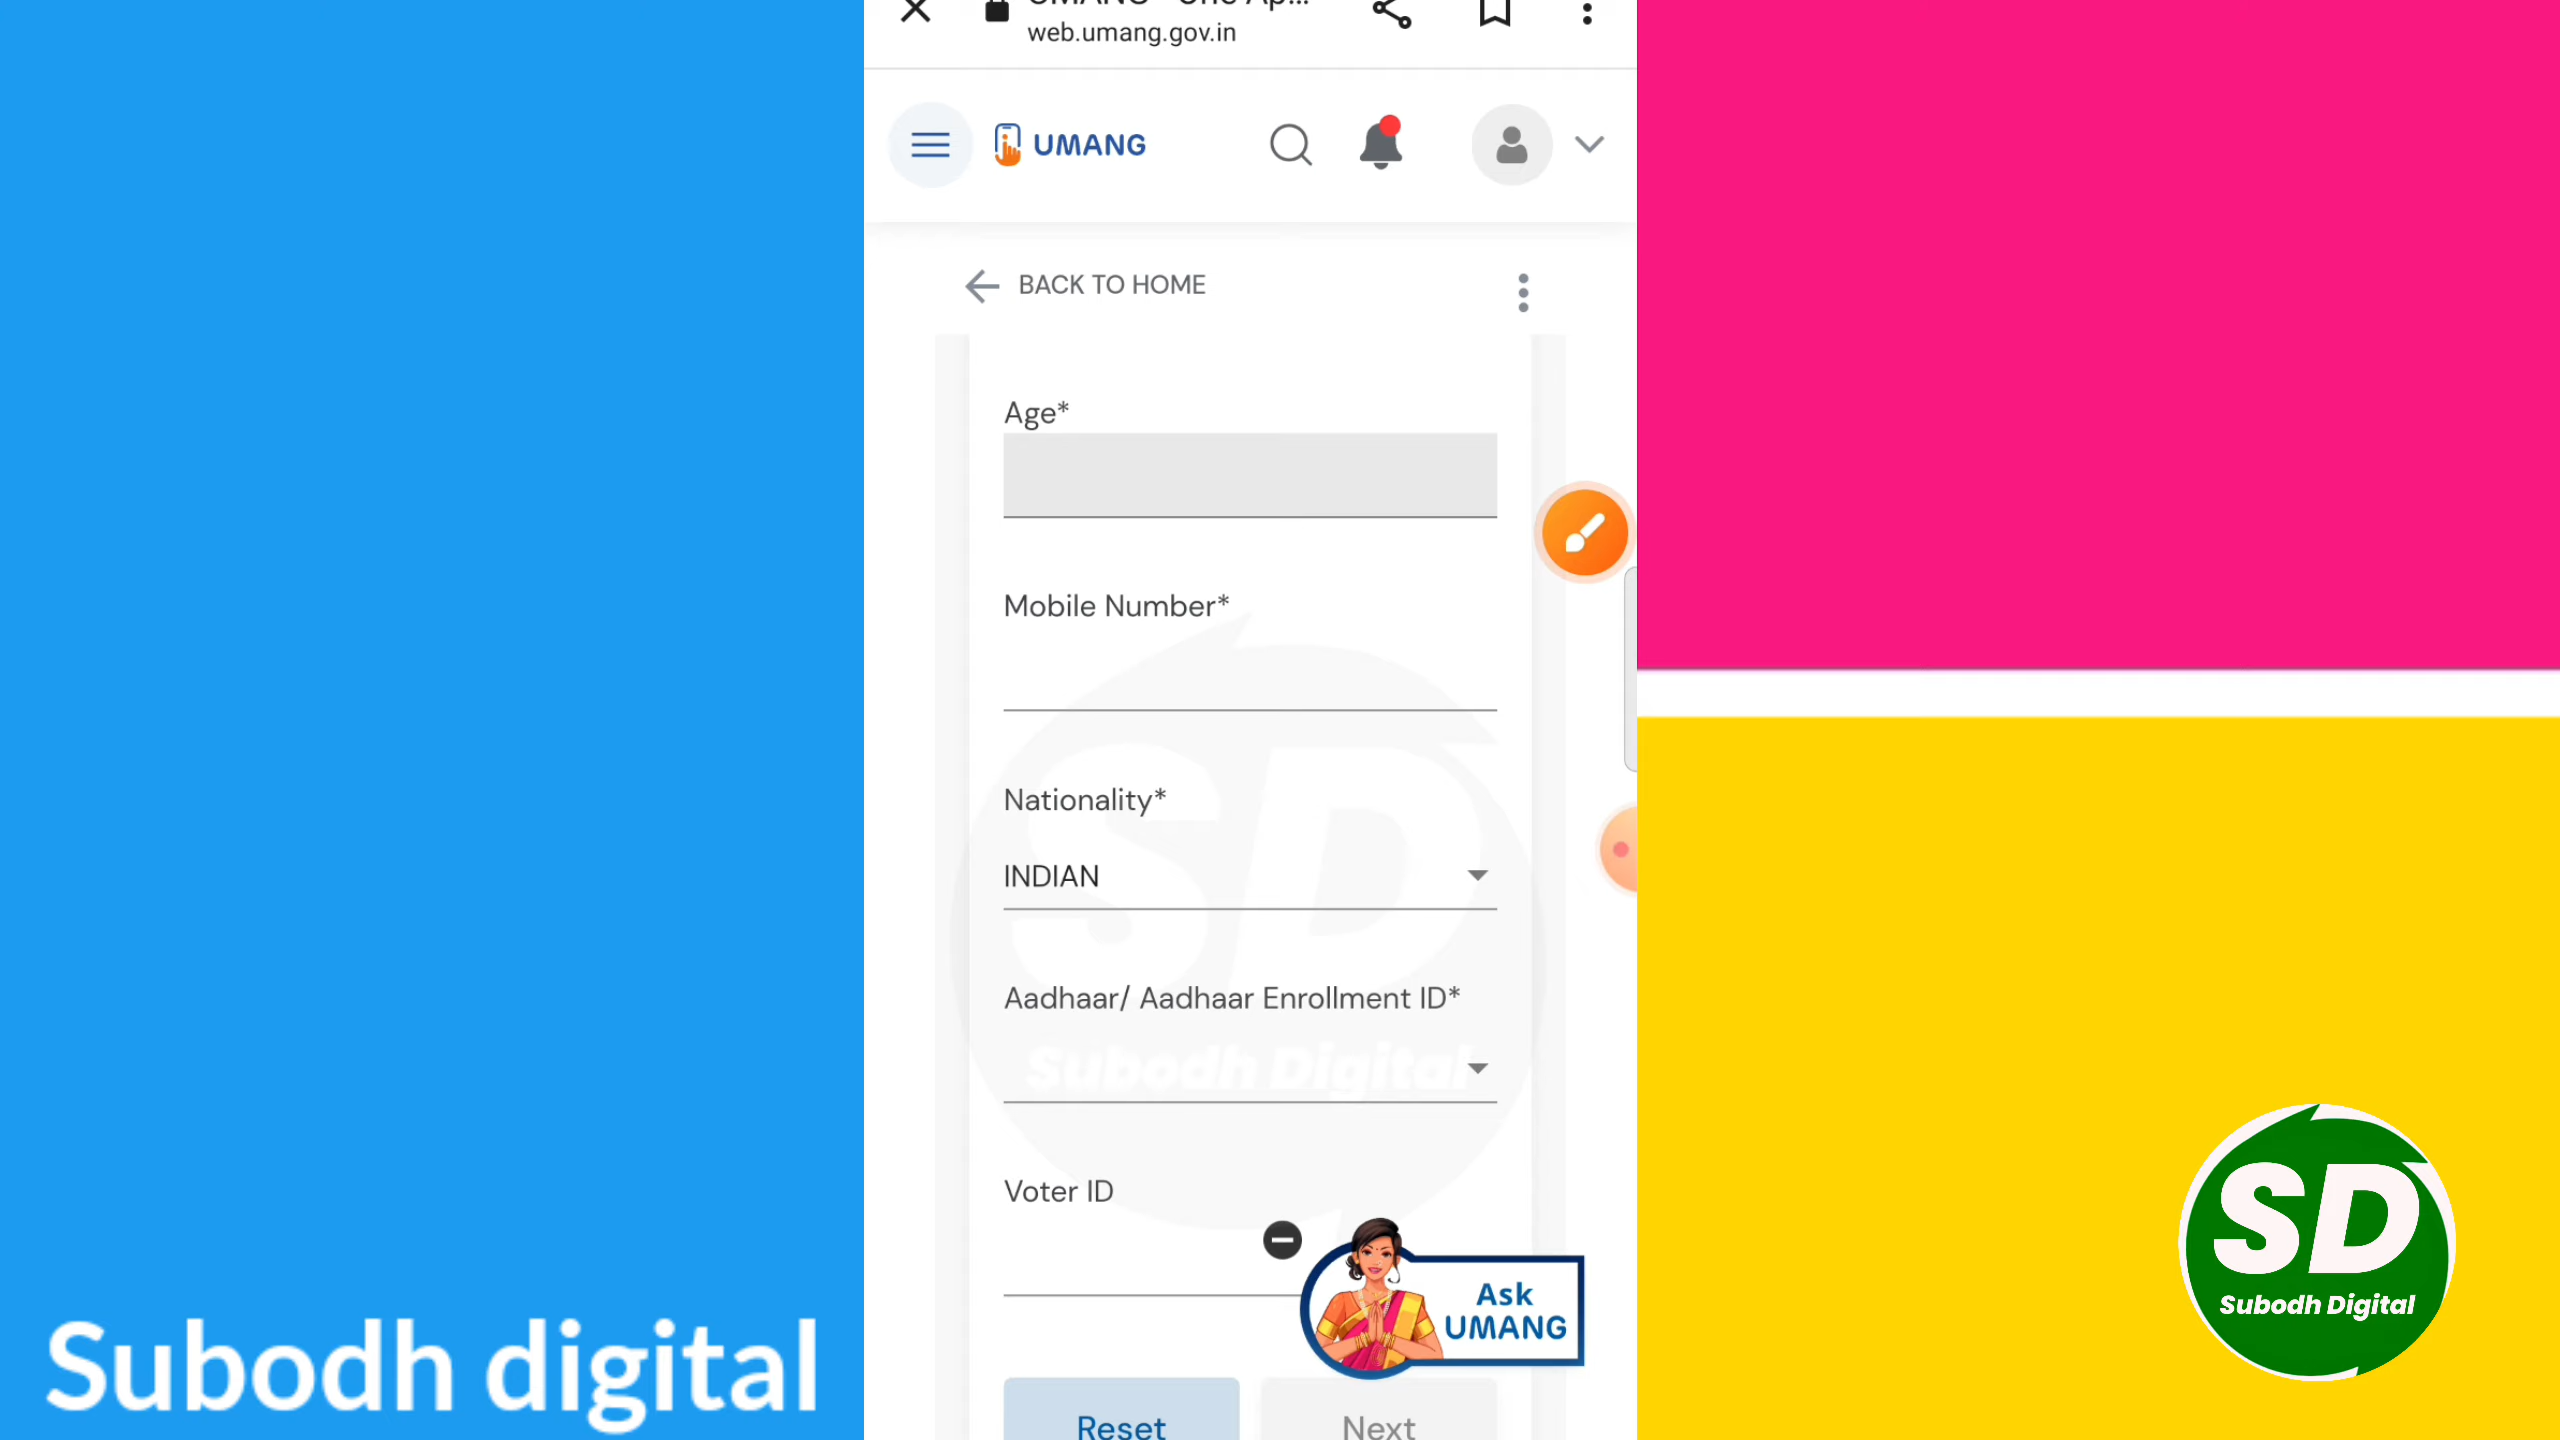 web.umang.gov.in
UMANG
BACK TO HOME
Age*
Mobile Number*
Nationality*
INDIAN
Aadhaar/ Aadhaar Enrollment ID*
Subodh Digital
Voter ID
Ask
UMANG
Reset
Next
Subodh digital
SD
Subodh Digital
SD